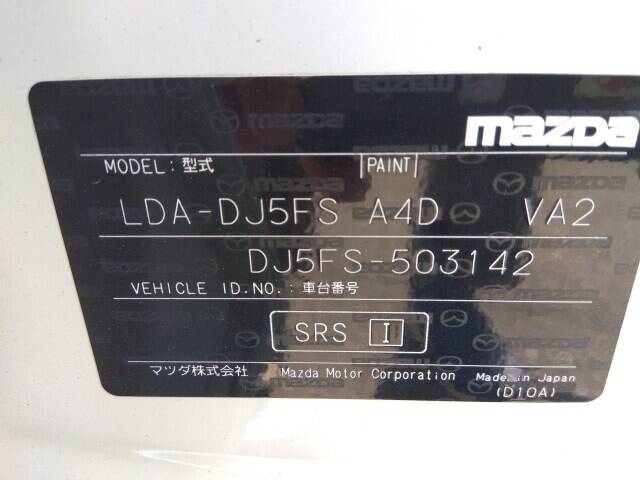 mazda
MODEL:型式 PAINT
LDA-DJ5FS A4D VA2
DJ5FS-503142
VEHICLE ID.NO.:車台番号
SRS I
マツダ株式会社 Mazda Motor Corporation Made in Japan
(D10A)